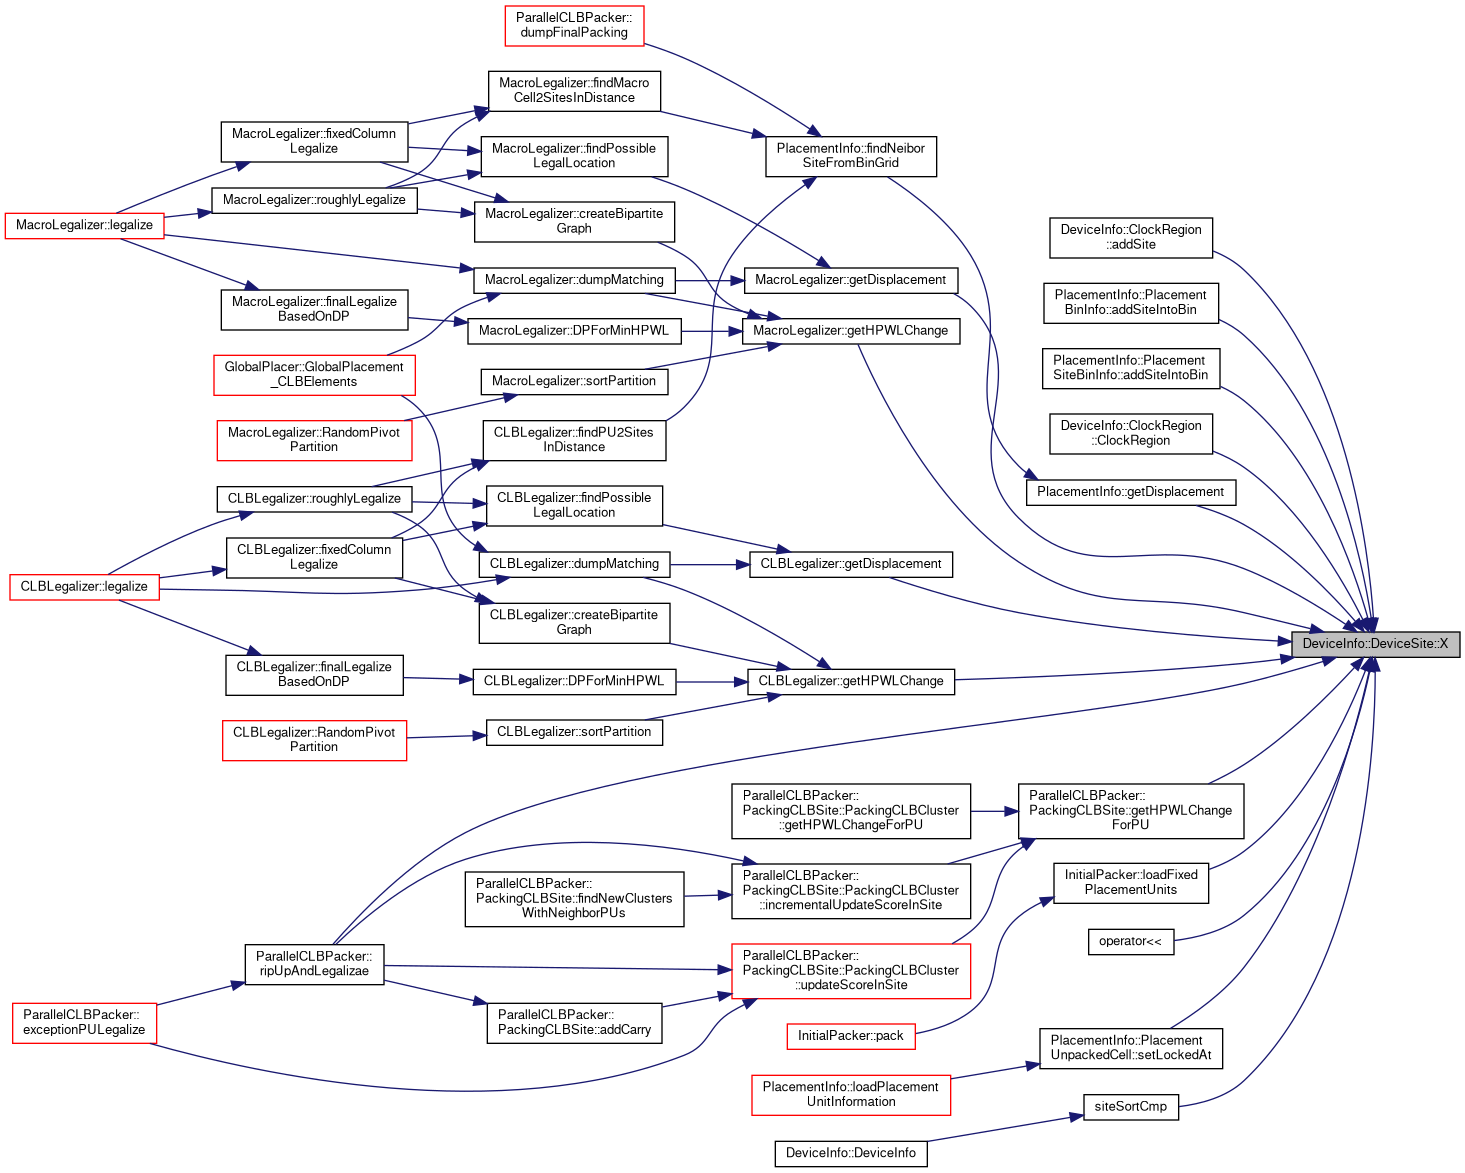 ParallelCLBPacker::
dumpFinalPacking
MacroLegalizer::findMacro
Cell2SitesInDistance
MacroLegalizer::fixedColumn
Legalize
MacroLegalizer::findPossible
LegalLocation
PlacementInfo::findNeibor
SiteFromBinGrid
MacroLegalizer::roughlyLegalize
MacroLegalizer::legalize
MacroLegalizer::createBipartite
Graph
DeviceInfo::ClockRegion
::addSite
MacroLegalizer::dumpMatching
MacroLegalizer::getDisplacement
MacroLegalizer::finalLegalize
BasedOnDP
PlacementInfo::Placement
BinInfo::addSiteIntoBin
MacroLegalizer::DPForMinHPWL
MacroLegalizer::getHPWLChange
GlobalPlacer::GlobalPlacement
_CLBElements
PlacementInfo::Placement
SiteBinInfo::addSiteIntoBin
MacroLegalizer::sortPartition
MacroLegalizer::RandomPivot
Partition
CLBLegalizer::findPU2Sites
InDistance
DeviceInfo::ClockRegion
::ClockRegion
CLBLegalizer::roughlyLegalize
CLBLegalizer::findPossible
LegalLocation
PlacementInfo::getDisplacement
CLBLegalizer::fixedColumn
Legalize
CLBLegalizer::dumpMatching
CLBLegalizer::getDisplacement
CLBLegalizer::legalize
CLBLegalizer::createBipartite
Graph
DeviceInfo::DeviceSite::X
CLBLegalizer::finalLegalize
BasedOnDP
CLBLegalizer::DPForMinHPWL
CLBLegalizer::getHPWLChange
CLBLegalizer::RandomPivot
Partition
CLBLegalizer::sortPartition
ParallelCLBPacker::
PackingCLBSite::PackingCLBCluster
::getHPWLChangeForPU
ParallelCLBPacker::
PackingCLBSite::getHPWLChange
ForPU
ParallelCLBPacker::
PackingCLBSite::findNewClusters
WithNeighborPUs
ParallelCLBPacker::
PackingCLBSite::PackingCLBCluster
::incrementalUpdateScoreInSite
InitialPacker::loadFixed
PlacementUnits
operator<<
ParallelCLBPacker::
ripUpAndLegalizae
ParallelCLBPacker::
PackingCLBSite::PackingCLBCluster
::updateScoreInSite
ParallelCLBPacker::
exceptionPULegalize
ParallelCLBPacker::
PackingCLBSite::addCarry
InitialPacker::pack
PlacementInfo::Placement
UnpackedCell::setLockedAt
PlacementInfo::loadPlacement
UnitInformation
siteSortCmp
DeviceInfo::DeviceInfo